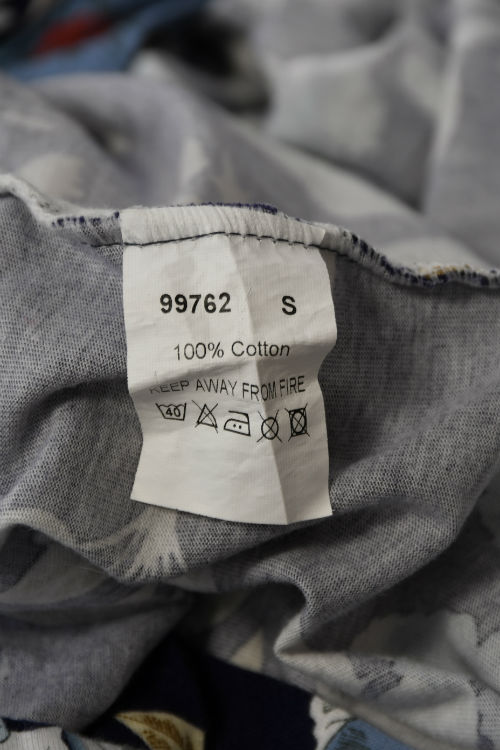 99762 S
100% Cotton
KEEP AWAY FROM FIRE
40